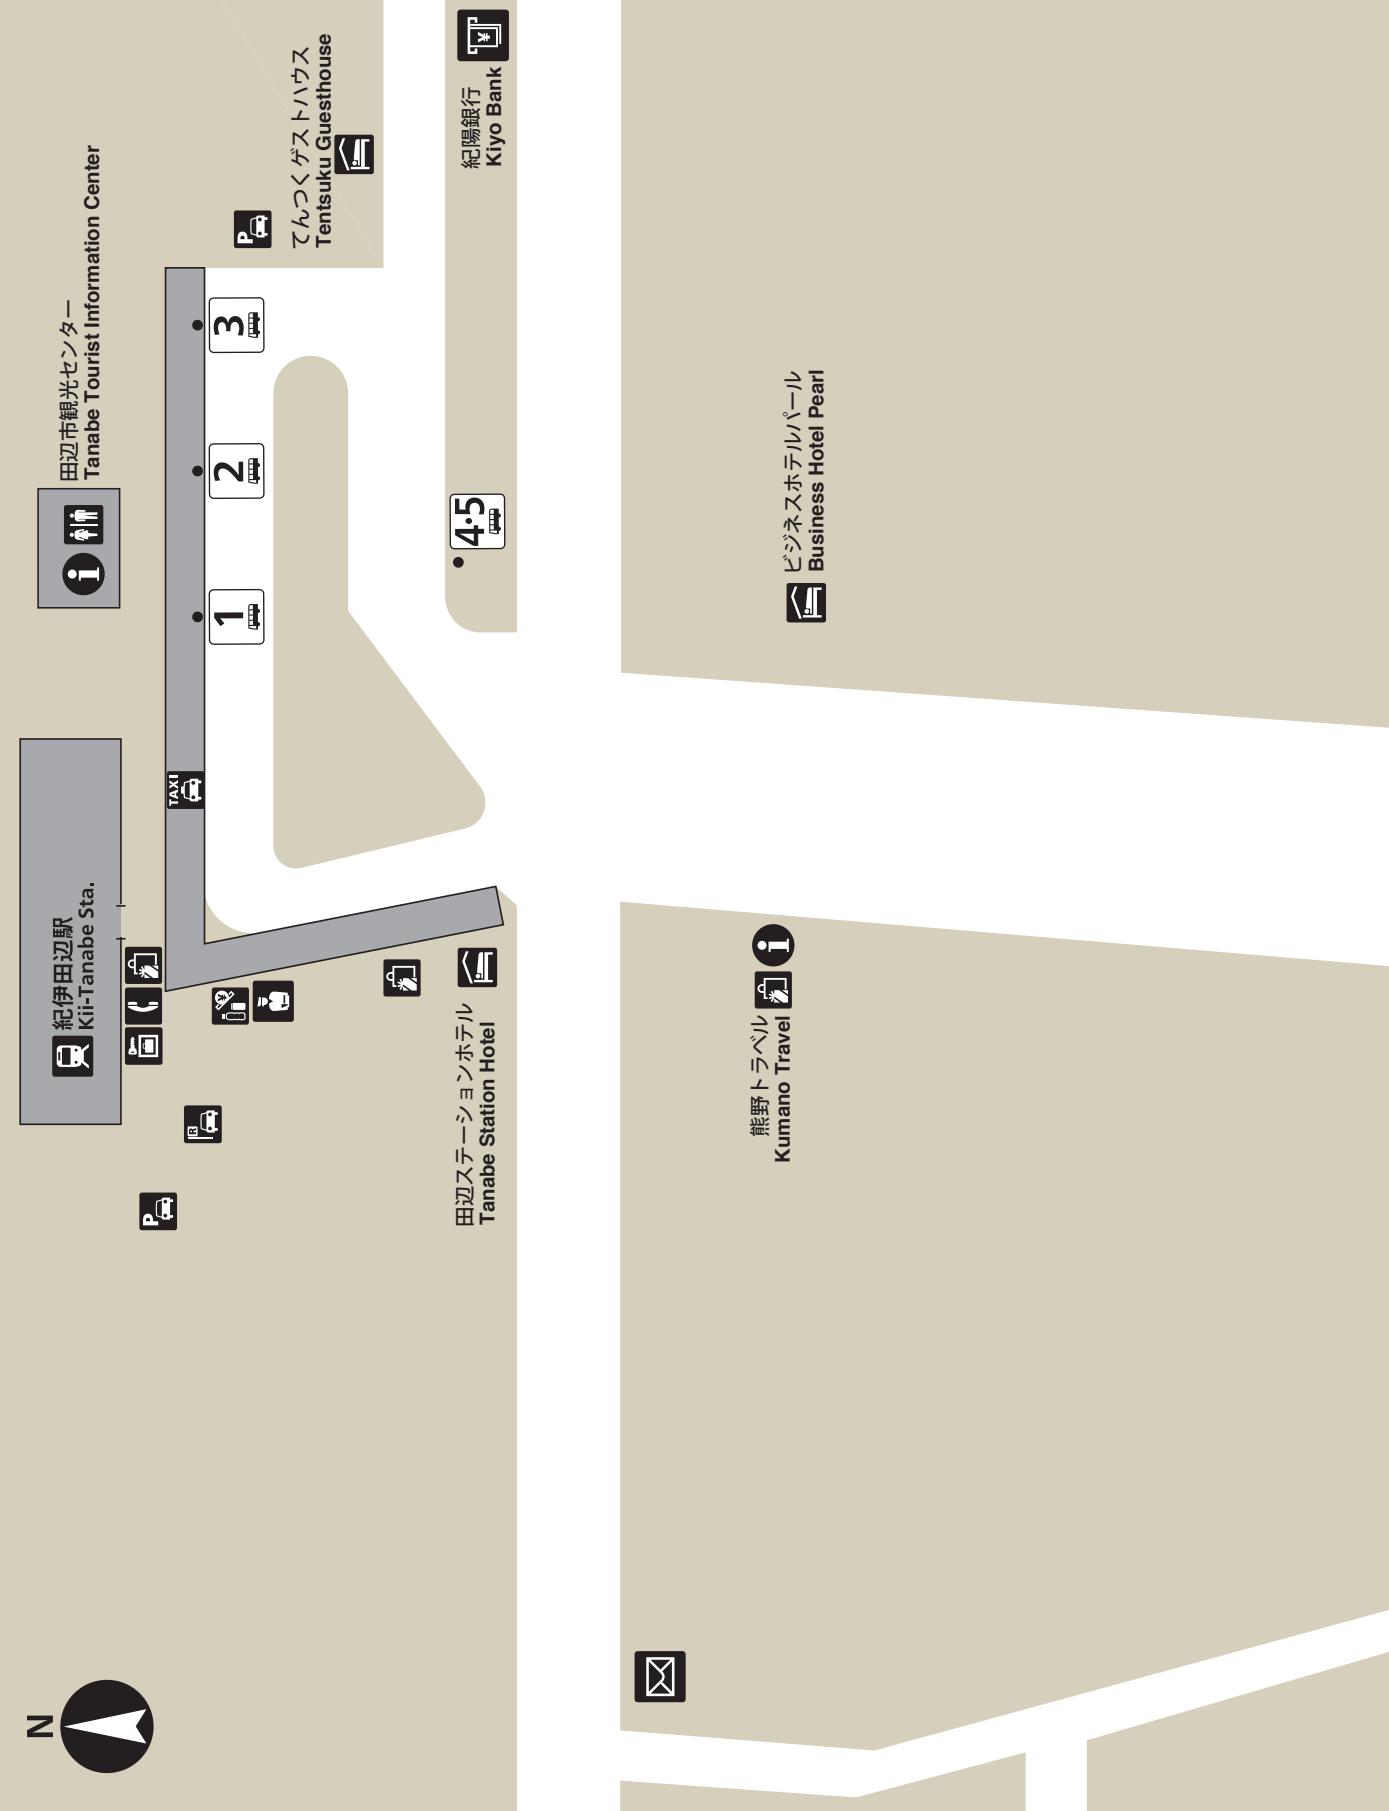 てんつくゲストハウス
Tentsuku Guesthouse
紀陽銀行
Kiyo Bank
¥
P
田辺市観光センター
Tanabe Tourist Information Center
i
3
2
1
4·5
ビジネスホテルパール
Business Hotel Pearl
TAXI
紀伊田辺駅
Kii-Tanabe Sta.
¥
R
P
田辺ステーションホテル
Tanabe Station Hotel
i
熊野トラベル
Kumano Travel
N